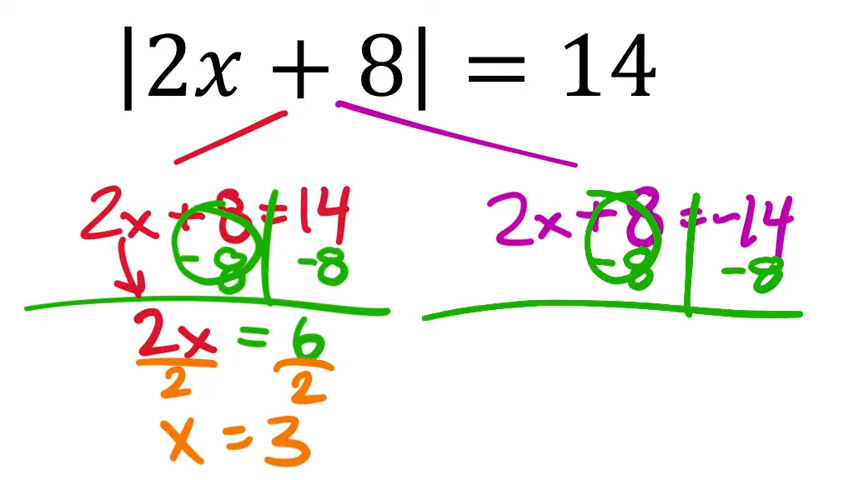 |2x + 8| = 14
2x + 8 = 14
- 8 - 8
2x = 6
2 2
x = 3
2x + 8 = -14
- 8 - 8